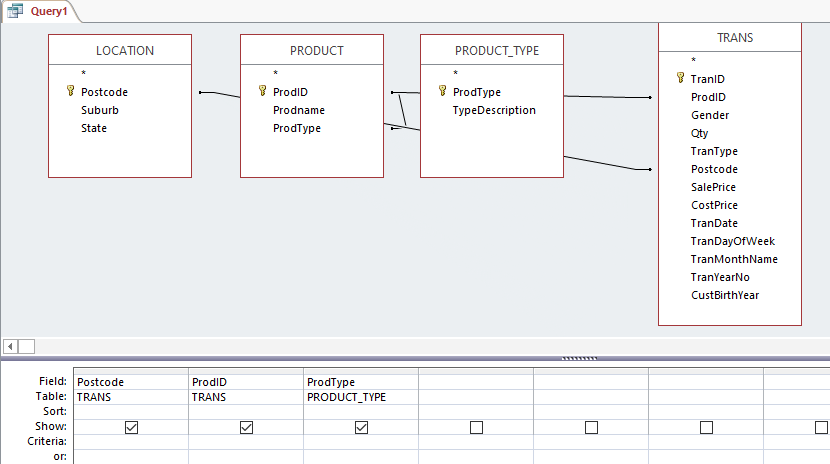 Query1
LOCATION
*
Postcode
Suburb
State
PRODUCT
*
ProdID
Prodname
ProdType
PRODUCT_TYPE
*
ProdType
TypeDescription
TRANS
*
TranID
ProdID
Gender
Qty
TranType
Postcode
SalePrice
CostPrice
TranDate
TranDayOfWeek
TranMonthName
TranYearNo
CustBirthYear
Field: Postcode ProdID ProdType
Table: TRANS TRANS PRODUCT_TYPE
Sort:
Show:
Criteria:
or: